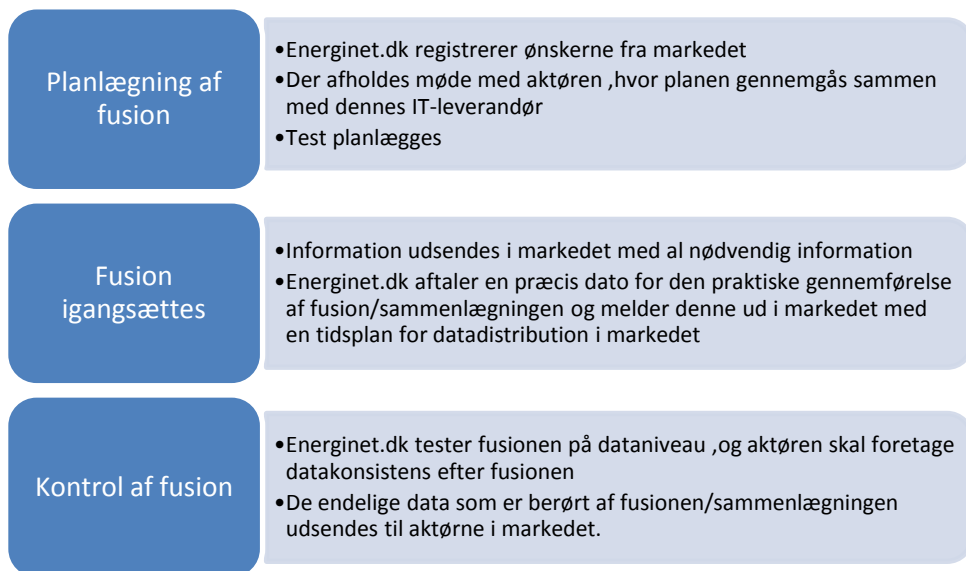 Planlægning af
fusion
•Energinet.dk registrerer ønskerne fra markedet
•Der afholdes møde med aktøren ,hvor planen gennemgås sammen
med dennes IT-leverandør
•Test planlægges
Fusion
igangsættes
•Information udsendes i markedet med al nødvendig information
•Energinet.dk aftaler en præcis dato for den praktiske gennemførelse
af fusion/sammenlægningen og melder denne ud i markedet med
en tidsplan for datadistribution i markedet
Kontrol af fusion
•Energinet.dk tester fusionen på dataniveau ,og aktøren skal foretage
datakonsistens efter fusionen
•De endelige data som er berørt af fusionen/sammenlægningen
udsendes til aktørne i markedet.